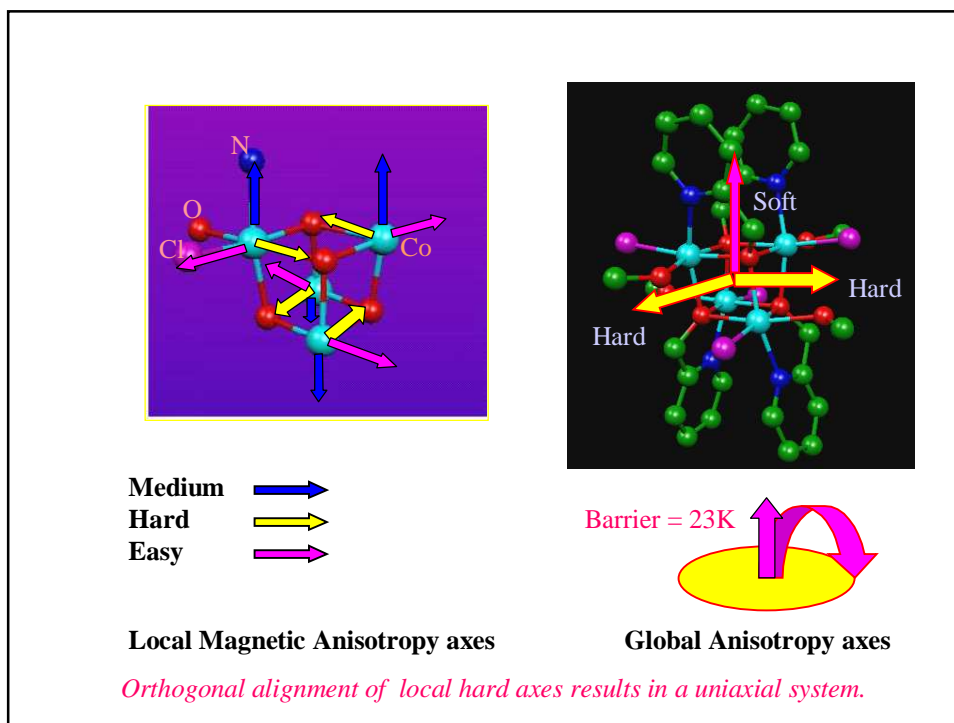 N
O
Cl
Co
Soft
Hard
Hard
Medium
Hard
Easy
Barrier = 23K
Local Magnetic Anisotropy axes
Global Anisotropy axes
Orthogonal alignment of local hard axes results in a uniaxial system.